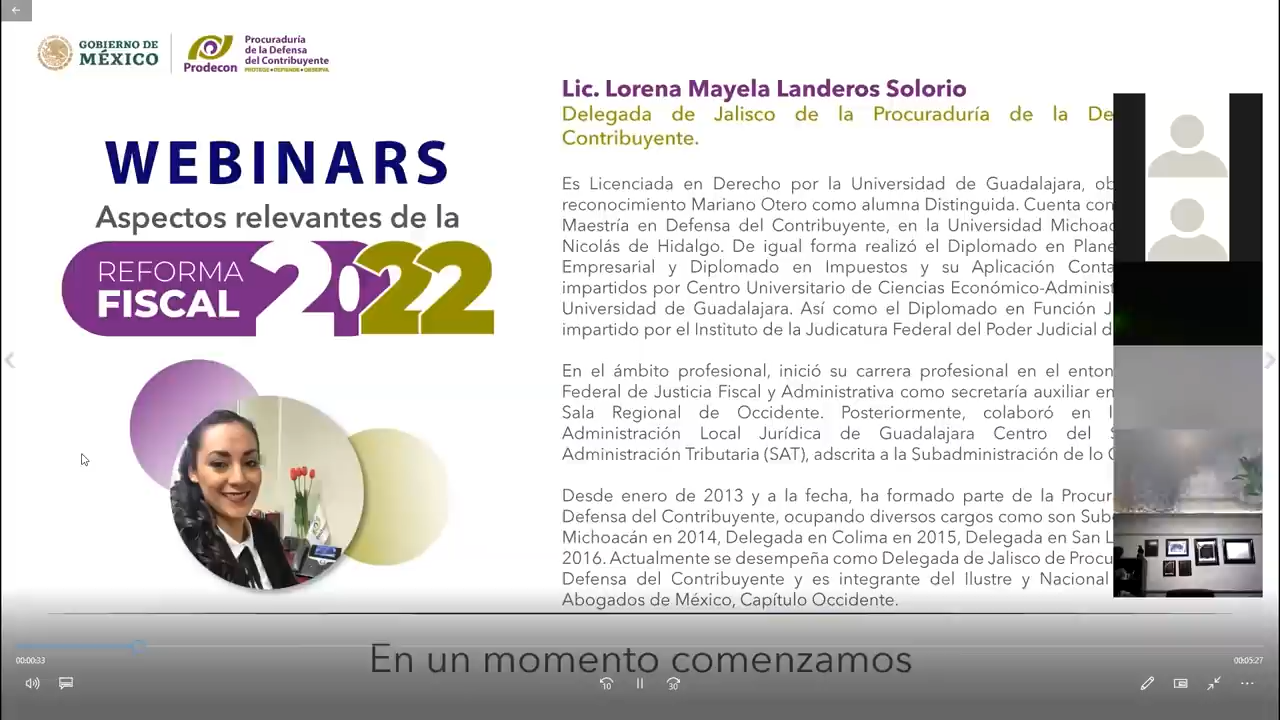 GOBIERNO DE
MÉXICO
Procuraduría
de la Defensa
del Contribuyente
Prodecon
PROTEGE • DEFIENDE • OBSERVA
WEBINARS
Aspectos relevantes de la
REFORMA
FISCAL 2022
Lic. Lorena Mayela Landeros Solorio
Delegada de Jalisco de la Procuraduría de la De
Contribuyente.
Es Licenciada en Derecho por la Universidad de Guadalajara, ob
reconocimiento Mariano Otero como alumna Distinguida. Cuenta con
Maestría en Defensa del Contribuyente, en la Universidad Michoac
Nicolás de Hidalgo. De igual forma realizó el Diplomado en Plane
Empresarial y Diplomado en Impuestos y su Aplicación Conta
impartidos por Centro Universitario de Ciencias Económico-Administ
Universidad de Guadalajara. Así como el Diplomado en Función J
impartido por el Instituto de la Judicatura Federal del Poder Judicial d
En el ámbito profesional, inició su carrera profesional en el enton
Federal de Justicia Fiscal y Administrativa como secretaría auxiliar en
Sala Regional de Occidente. Posteriormente, colaboró en l
Administración Local Jurídica de Guadalajara Centro del S
Administración Tributaria (SAT), adscrita a la Subadministración de lo C
Desde enero de 2013 y a la fecha, ha formado parte de la Procur
Defensa del Contribuyente, ocupando diversos cargos como son Sub
Michoacán en 2014, Delegada en Colima en 2015, Delegada en San L
2016. Actualmente se desempeña como Delegada de Jalisco de Procu
Defensa del Contribuyente y es integrante del Ilustre y Nacional
Abogados de México, Capítulo Occidente.
En un momento comenzamos
00:00:33
00:05:27
10
30